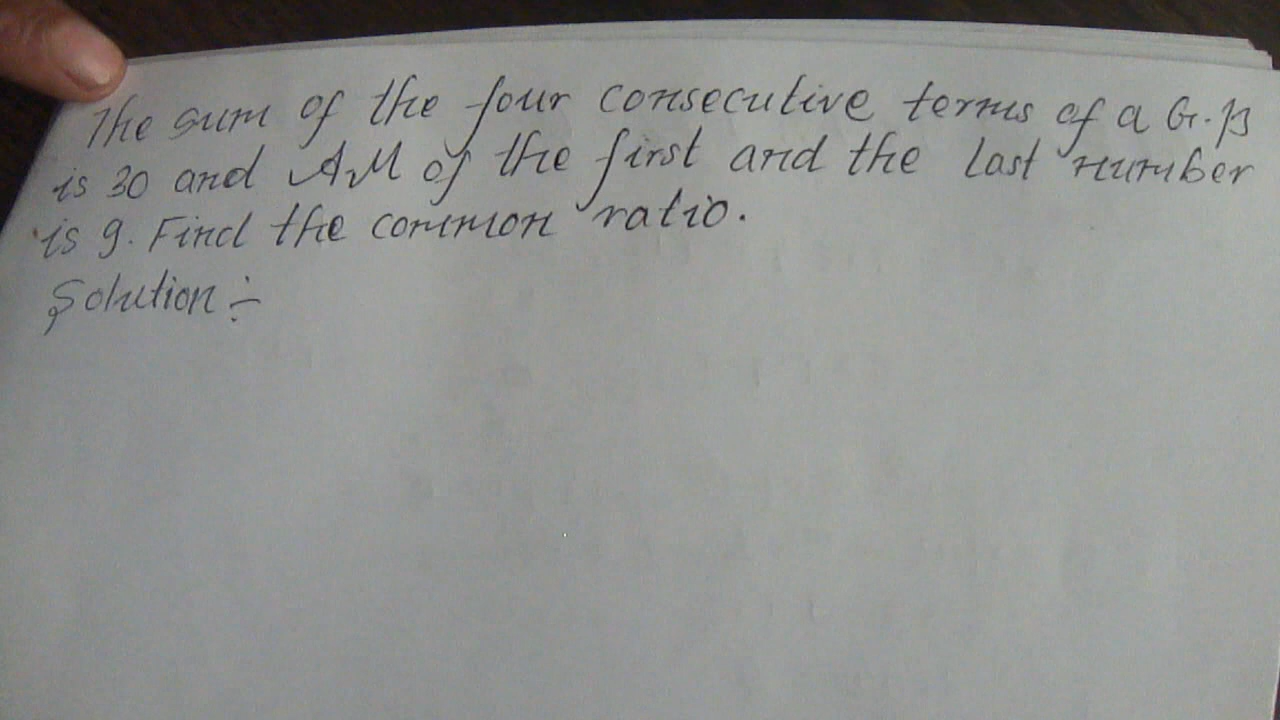 The sum of the four consecutive terms of a G.P
is 30 and AM of the first and the last number
is 9. Find the common ratio.
Solution :-